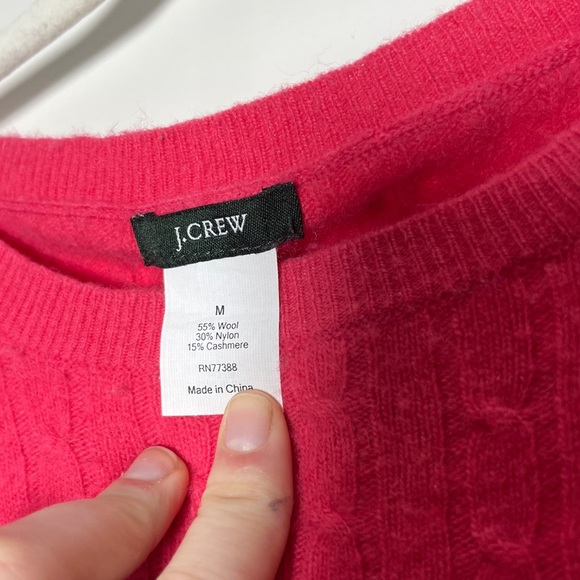 J.CREW
M
55% Wool
30% Nylon
15% Cashmere
RN77388
Made in China